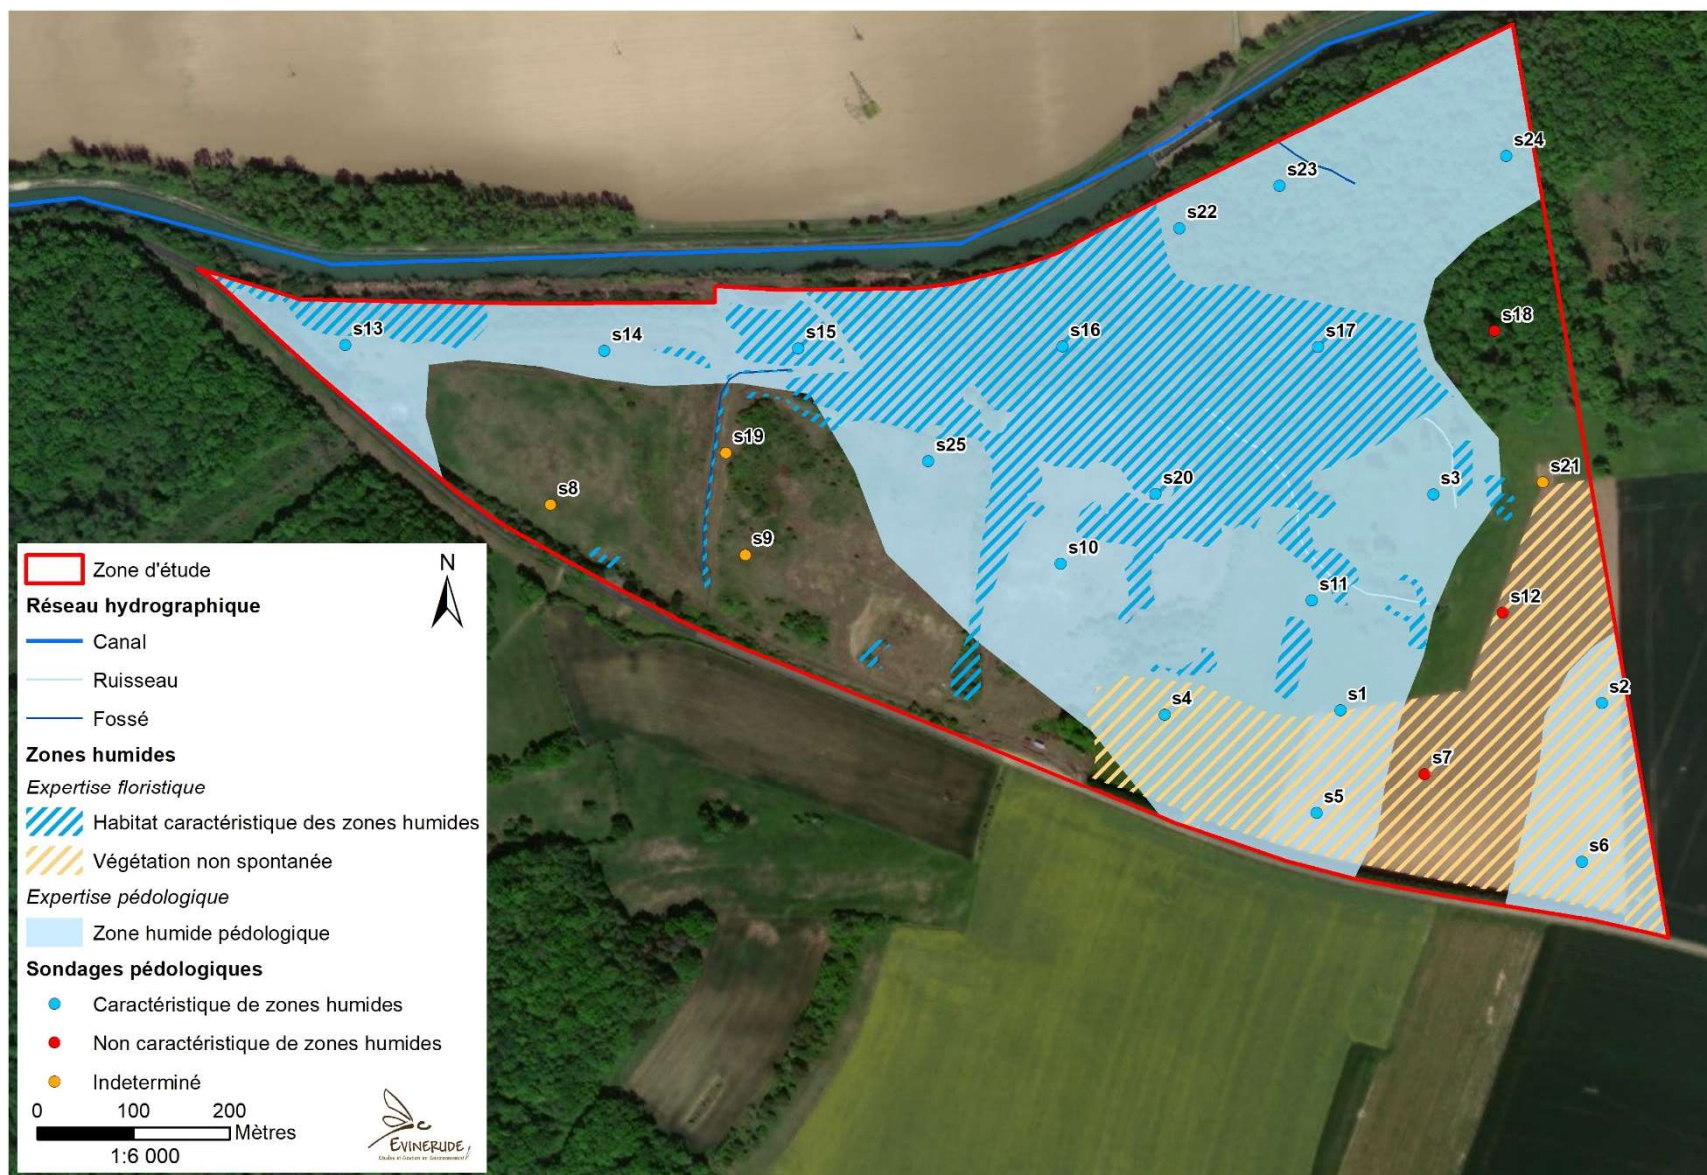 s24
s23
s22
s18
s13
s14
s15
s16
s17
s25
s19
s20
s3
s21
s8
s9
s10
s11
s12
s4
s1
s2
s7
s5
s6
Zone d'étude
N
Réseau hydrographique
Canal
Ruisseau
Fossé
Zones humides
Expertise floristique
Habitat caractéristique des zones humides
Végétation non spontanée
Expertise pédologique
Zone humide pédologique
Sondages pédologiques
Caractéristique de zones humides
Non caractéristique de zones humides
Indeterminé
0 100 200
Mètres
1:6 000
EVINERUDE